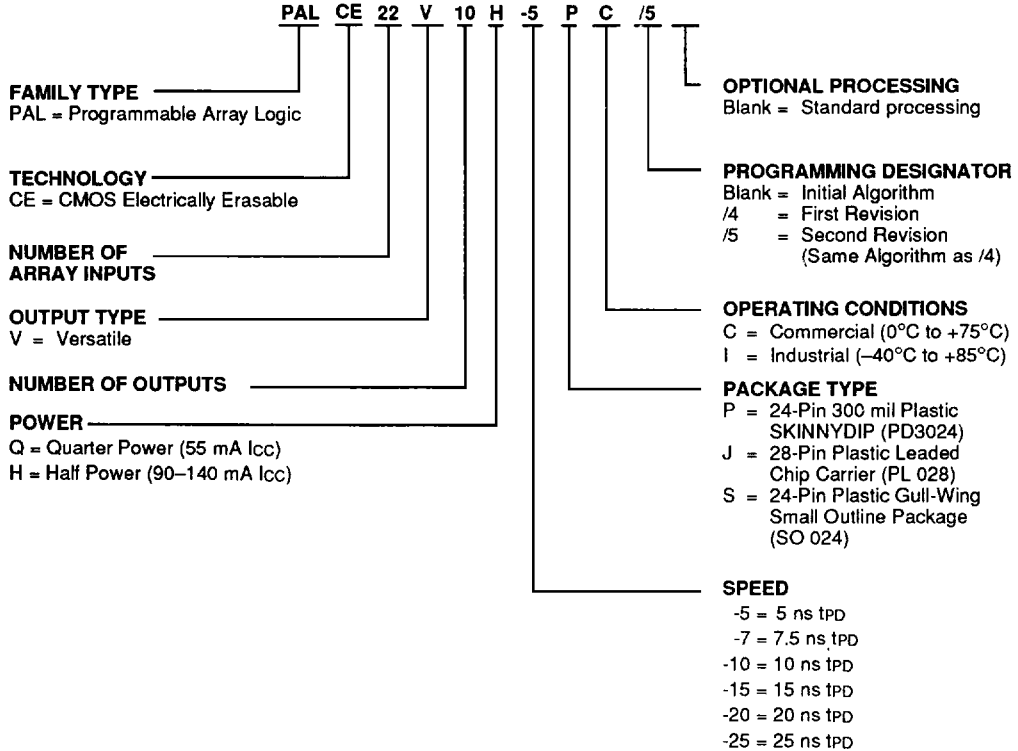 PAL CE 22 V 10 H -5 P C /5
FAMILY TYPE
PAL = Programmable Array Logic
TECHNOLOGY
CE = CMOS Electrically Erasable
NUMBER OF
ARRAY INPUTS
OUTPUT TYPE
V = Versatile
NUMBER OF OUTPUTS
POWER
Q = Quarter Power (55 mA ICC)
H = Half Power (90–140 mA ICC)
OPTIONAL PROCESSING
Blank = Standard processing
PROGRAMMING DESIGNATOR
Blank = Initial Algorithm
/4 = First Revision
/5 = Second Revision
(Same Algorithm as /4)
OPERATING CONDITIONS
C = Commercial (0°C to +75°C)
I = Industrial (–40°C to +85°C)
PACKAGE TYPE
P = 24-Pin 300 mil Plastic
SKINNYDIP (PD3024)
J = 28-Pin Plastic Leaded
Chip Carrier (PL 028)
S = 24-Pin Plastic Gull-Wing
Small Outline Package
(SO 024)
SPEED
-5 = 5 ns tPD
-7 = 7.5 ns tPD
-10 = 10 ns tPD
-15 = 15 ns tPD
-20 = 20 ns tPD
-25 = 25 ns tPD